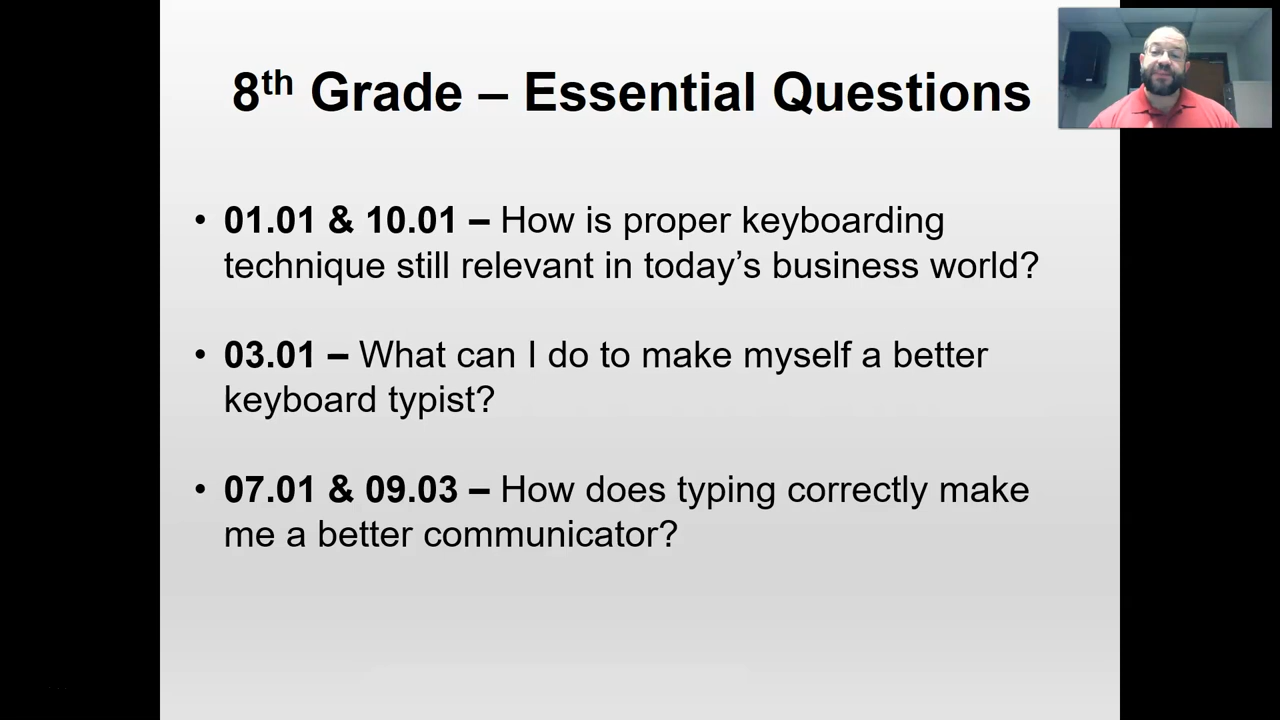 8th Grade – Essential Questions
• 01.01 & 10.01 – How is proper keyboarding
technique still relevant in today’s business world?
• 03.01 – What can I do to make myself a better
keyboard typist?
• 07.01 & 09.03 – How does typing correctly make
me a better communicator?